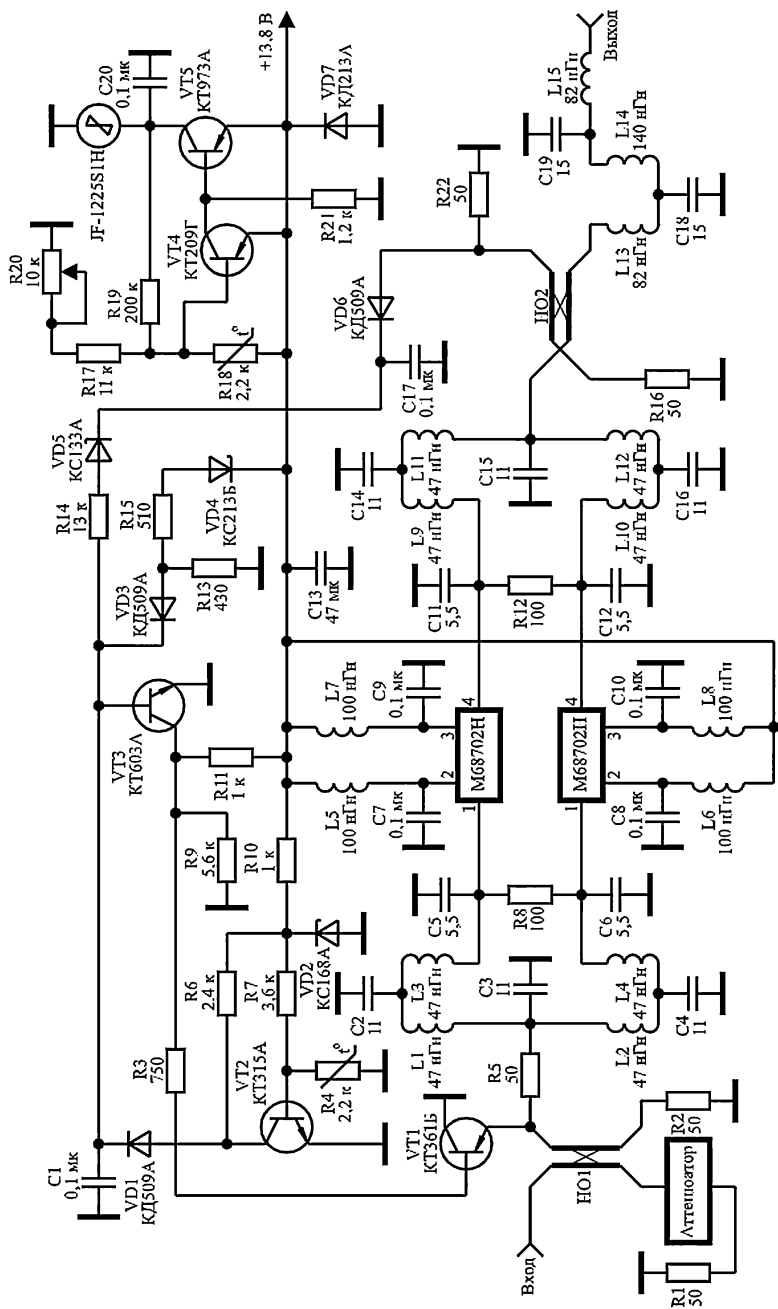 C1
0,1 мк
VD1
КД509А
R3
750
VT2
КТ315А
R4
2,2 к
t°
R6
2,4 к
R7
3,6 к
VD2
КС168А
R9
5,6 к
R10
1 к
R11
1 к
VT3
КТ603А
VD3
КД509А
R13
430
R14
13 к
R15
510
VD4
КС213Б
VD5
КС133А
C13
47 мк
R17
11 к
R18
2,2 к
t°
R19
200 к
R20
10 к
JF-1225S1H
C20
0,1 мк
VT5
КТ973А
VT4
КТ209Г
R21
1,2 к
VD7
КД213А
+13.8 В
VD6
КД509А
C17
0,1 мк
R22
50
НО2
R16
50
L13
82 нГн
C18
15
L14
140 нГн
C19
15
L15
82 нГн
Выход
Вход
VT1
КТ361Б
НО1
R1
50
Аттенюатор
R2
50
R5
50
L1
47 нГн
L2
47 нГн
C2
11
L3
47 нГн
C3
11
L4
47 нГн
C4
11
C5
5,5
R8
100
C6
5,5
L5
100 нГн
C7
0,1 мк
L7
100 нГн
C9
0,1 мк
1
2
3
4
M68702H
1
2
3
4
M68702H
C8
0,1 мк
L6
100 нГн
C10
0,1 мк
L8
100 нГн
C11
5,5
R12
100
C12
5,5
L9
47 нГн
L10
47 нГн
C14
11
L11
47 нГн
C15
11
L12
47 нГн
C16
11